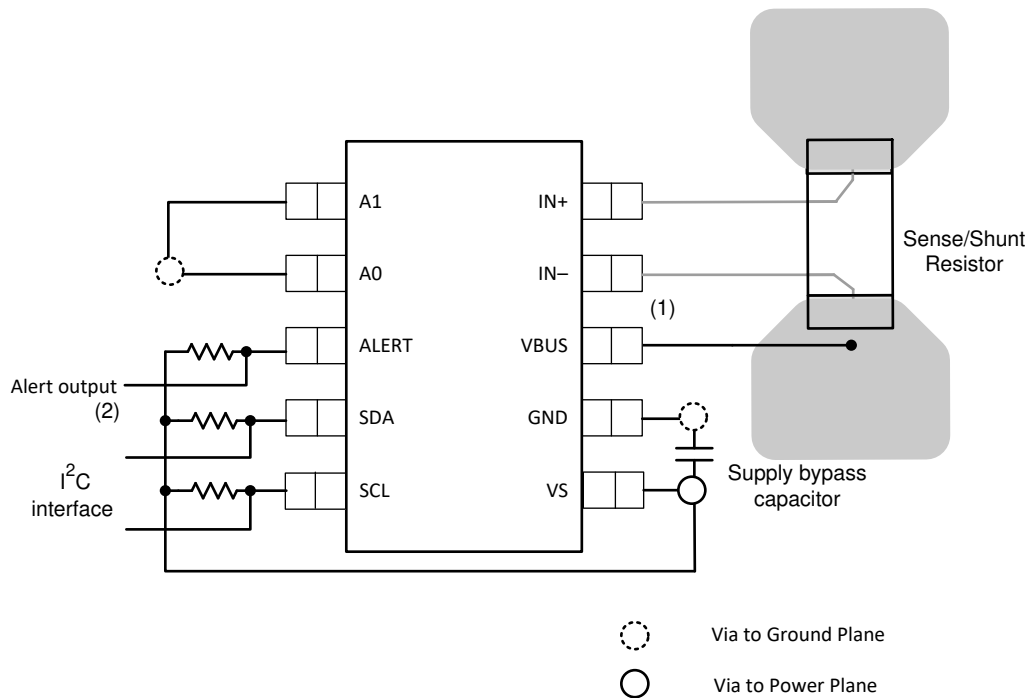 A1
A0
ALERT
SDA
SCL
IN+
IN–
VBUS
GND
VS
(1)
Sense/Shunt
Resistor
Alert output
(2)
I²C
interface
Supply bypass
capacitor
Via to Ground Plane
Via to Power Plane